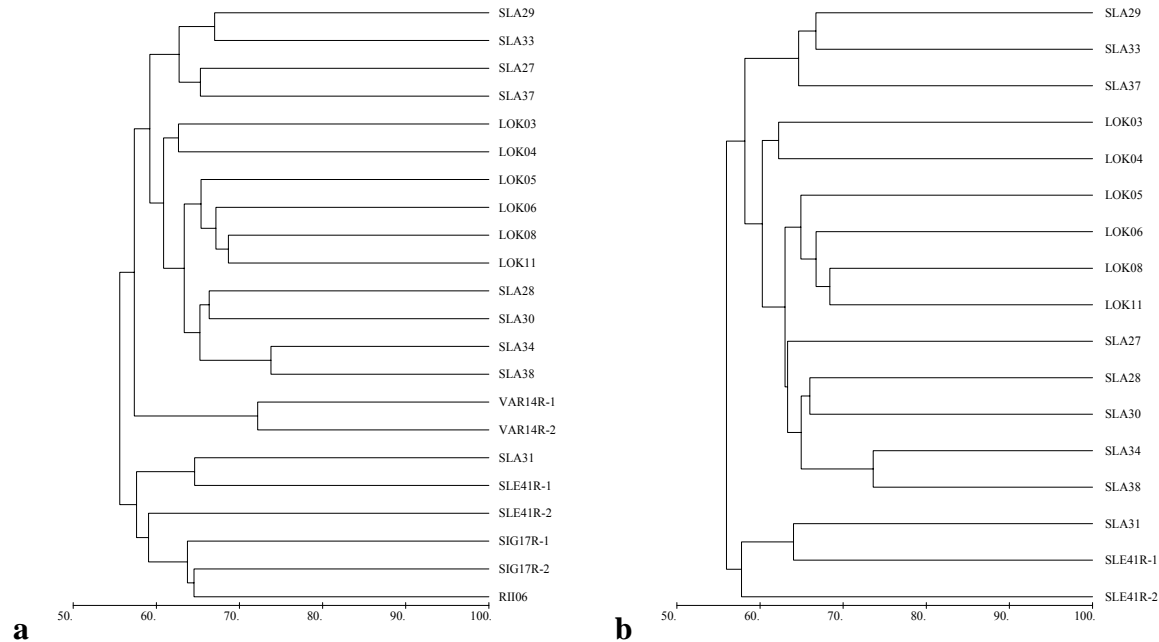 SLA29
SLA33
SLA27
SLA37
LOK03
LOK04
LOK05
LOK06
LOK08
LOK11
SLA28
SLA30
SLA34
SLA38
VAR14R-1
VAR14R-2
SLA31
SLE41R-1
SLE41R-2
SIG17R-1
SIG17R-2
RII06
50. 60. 70. 80. 90. 100.
a
SLA29
SLA33
SLA37
LOK03
LOK04
LOK05
LOK06
LOK08
LOK11
SLA27
SLA28
SLA30
SLA34
SLA38
SLA31
SLE41R-1
SLE41R-2
50. 60. 70. 80. 90. 100.
b